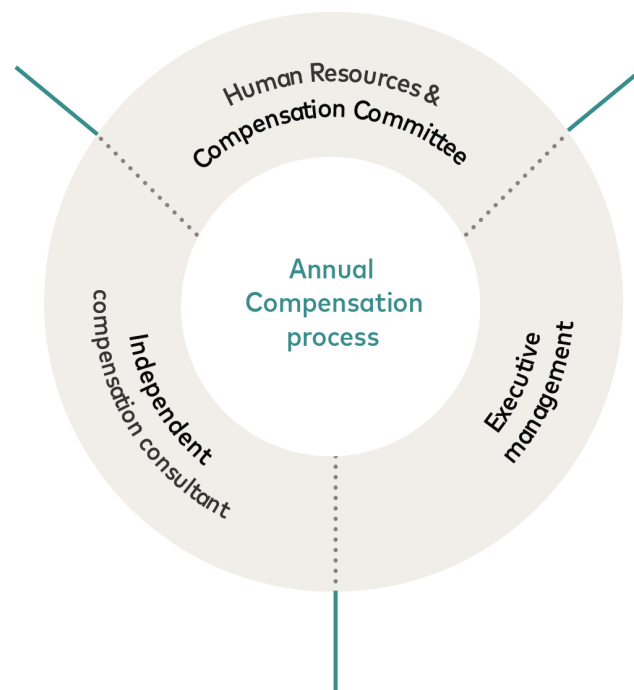 Human Resources &
Compensation Committee
Annual
Compensation
process
Executive
management
Independent
compensation consultant